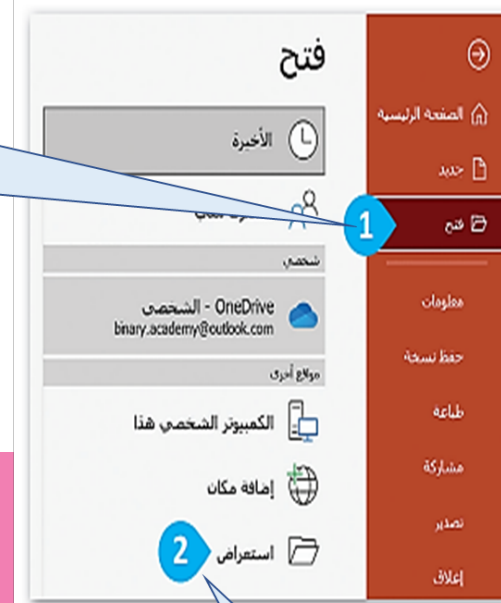 الصفحة الرئيسية
جديد
فتح
معلومات
حفظ نسخة
طباعة
مشاركة
تصدير
إغلاق
فتح
الأخيرة
شخصي
OneDrive - الشخصي
binary.academy@outlook.com
مواقع أخرى
الكمبيوتر الشخصي هذا
إضافة مكان
استعراض
1
2